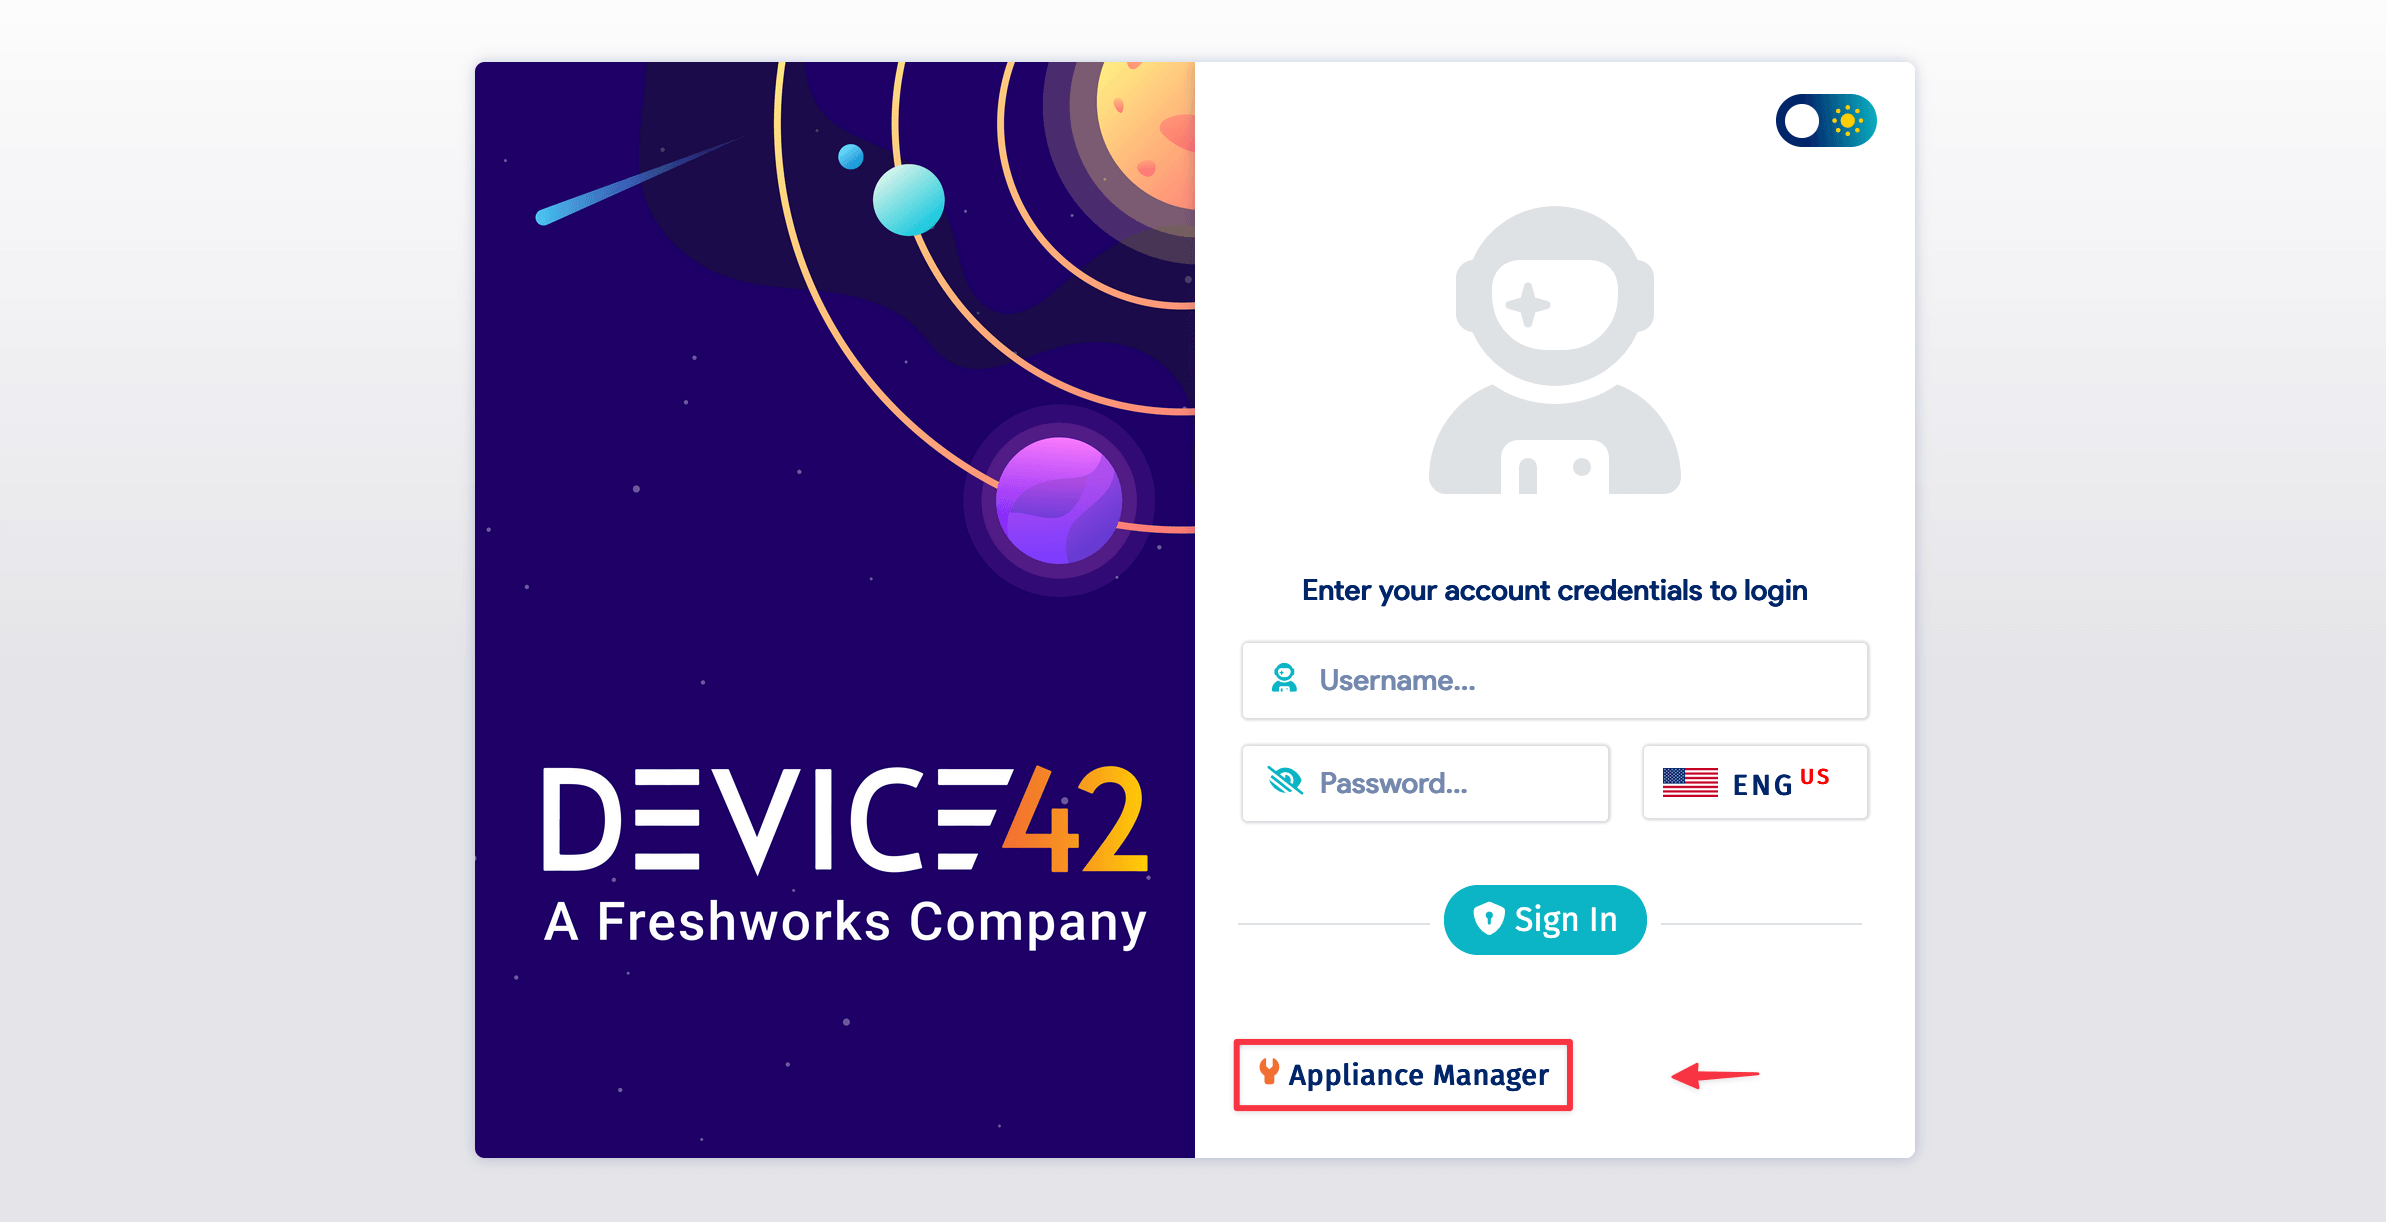 DEVICE42
A Freshworks Company
Enter your account credentials to login
Username...
Password...
ENG US
Sign In
Appliance Manager